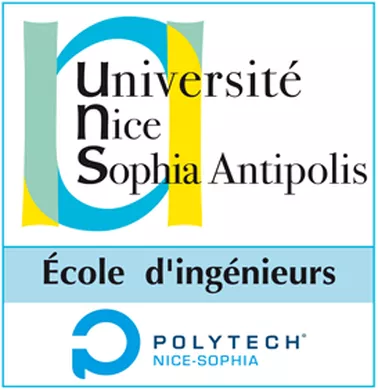 Université
Nice
Sophia Antipolis
École d'ingénieurs
POLYTECH®
NICE-SOPHIA